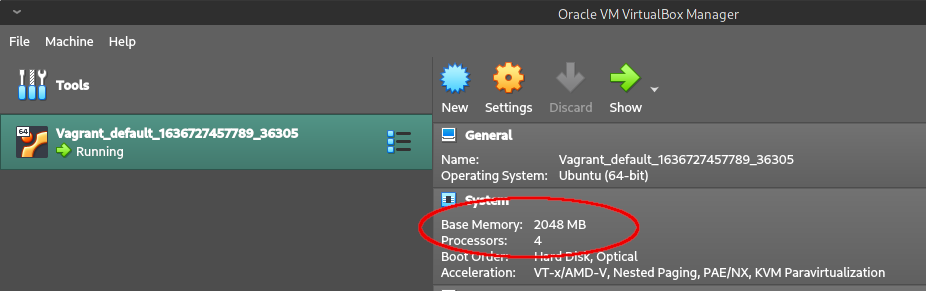 Oracle VM VirtualBox Manager
File Machine Help
Tools
New Settings Discard Show
64
Vagrant_default_1636727457789_36305
Running
General
Name: Vagrant_default_1636727457789_36305
Operating System: Ubuntu (64-bit)
System
Base Memory: 2048 MB
Processors: 4
Boot Order: Hard Disk, Optical
Acceleration: VT-x/AMD-V, Nested Paging, PAE/NX, KVM Paravirtualization